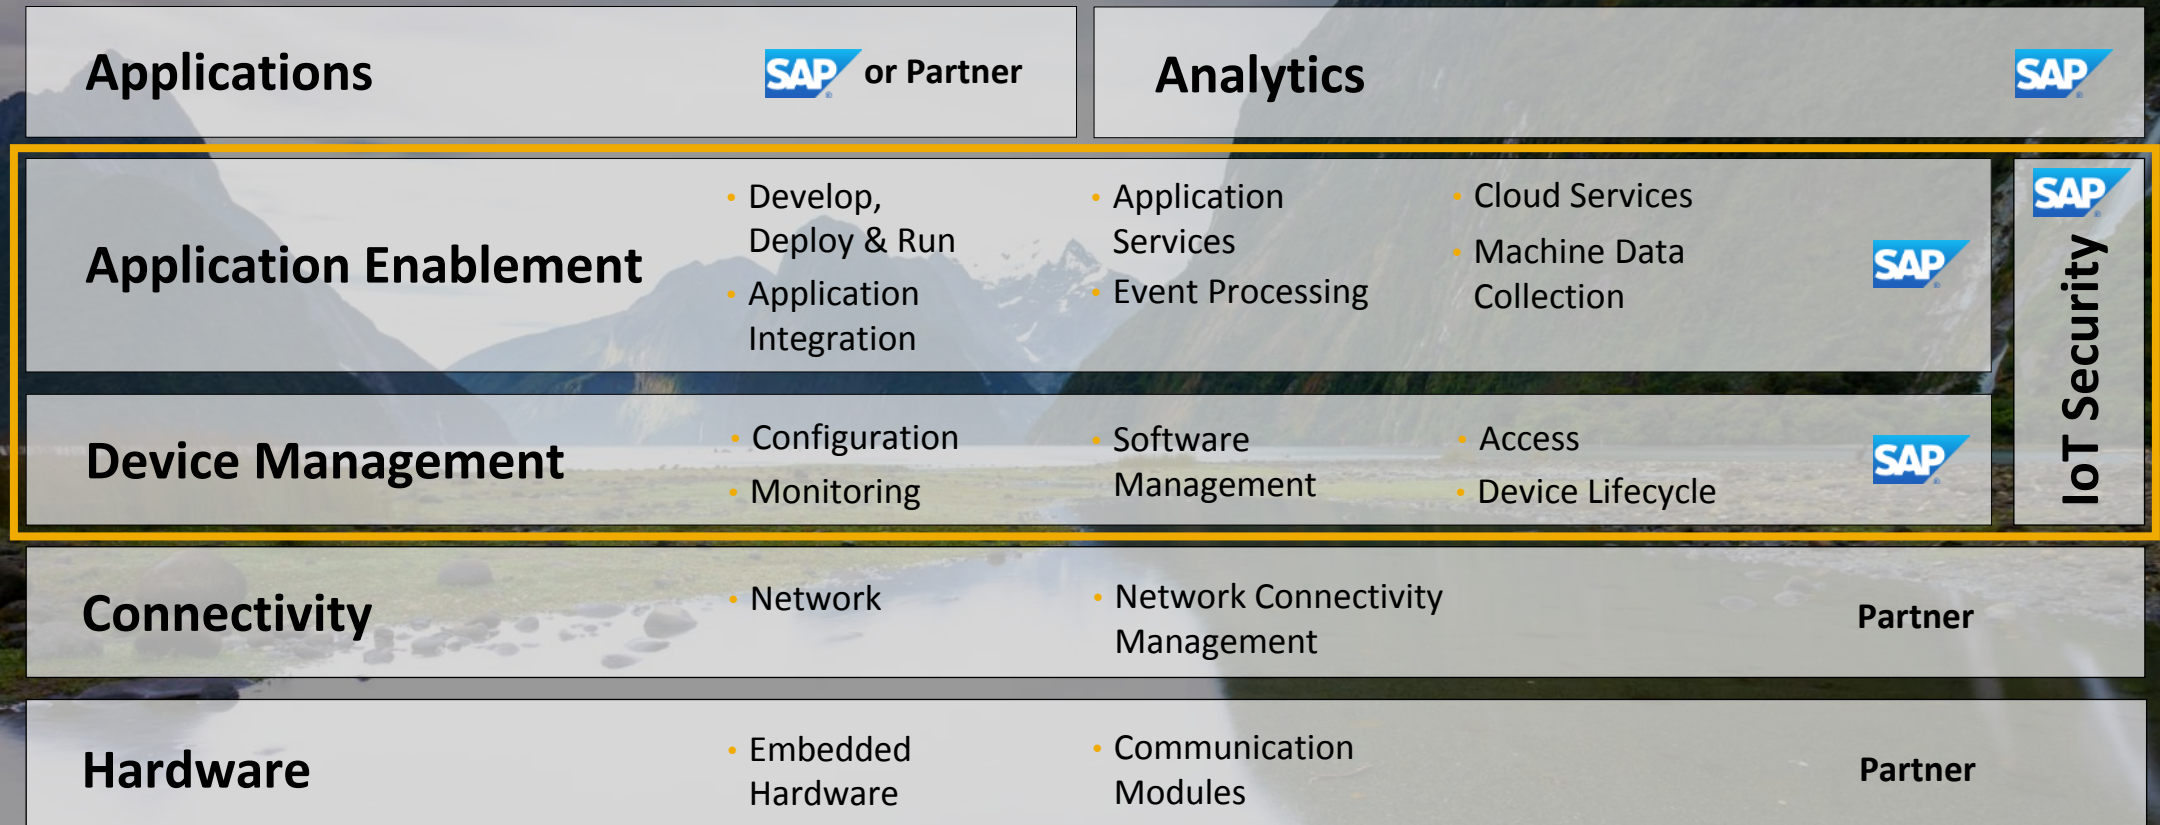 Applications
SAP or Partner
Analytics
SAP
Application Enablement
• Develop,
Deploy & Run
• Application
Integration
• Application
Services
• Event Processing
• Cloud Services
• Machine Data
Collection
SAP
SAP
IoT Security
Device Management
• Configuration
• Monitoring
• Software
Management
• Access
• Device Lifecycle
SAP
Connectivity
• Network
• Network Connectivity
Management
Partner
Hardware
• Embedded
Hardware
• Communication
Modules
Partner